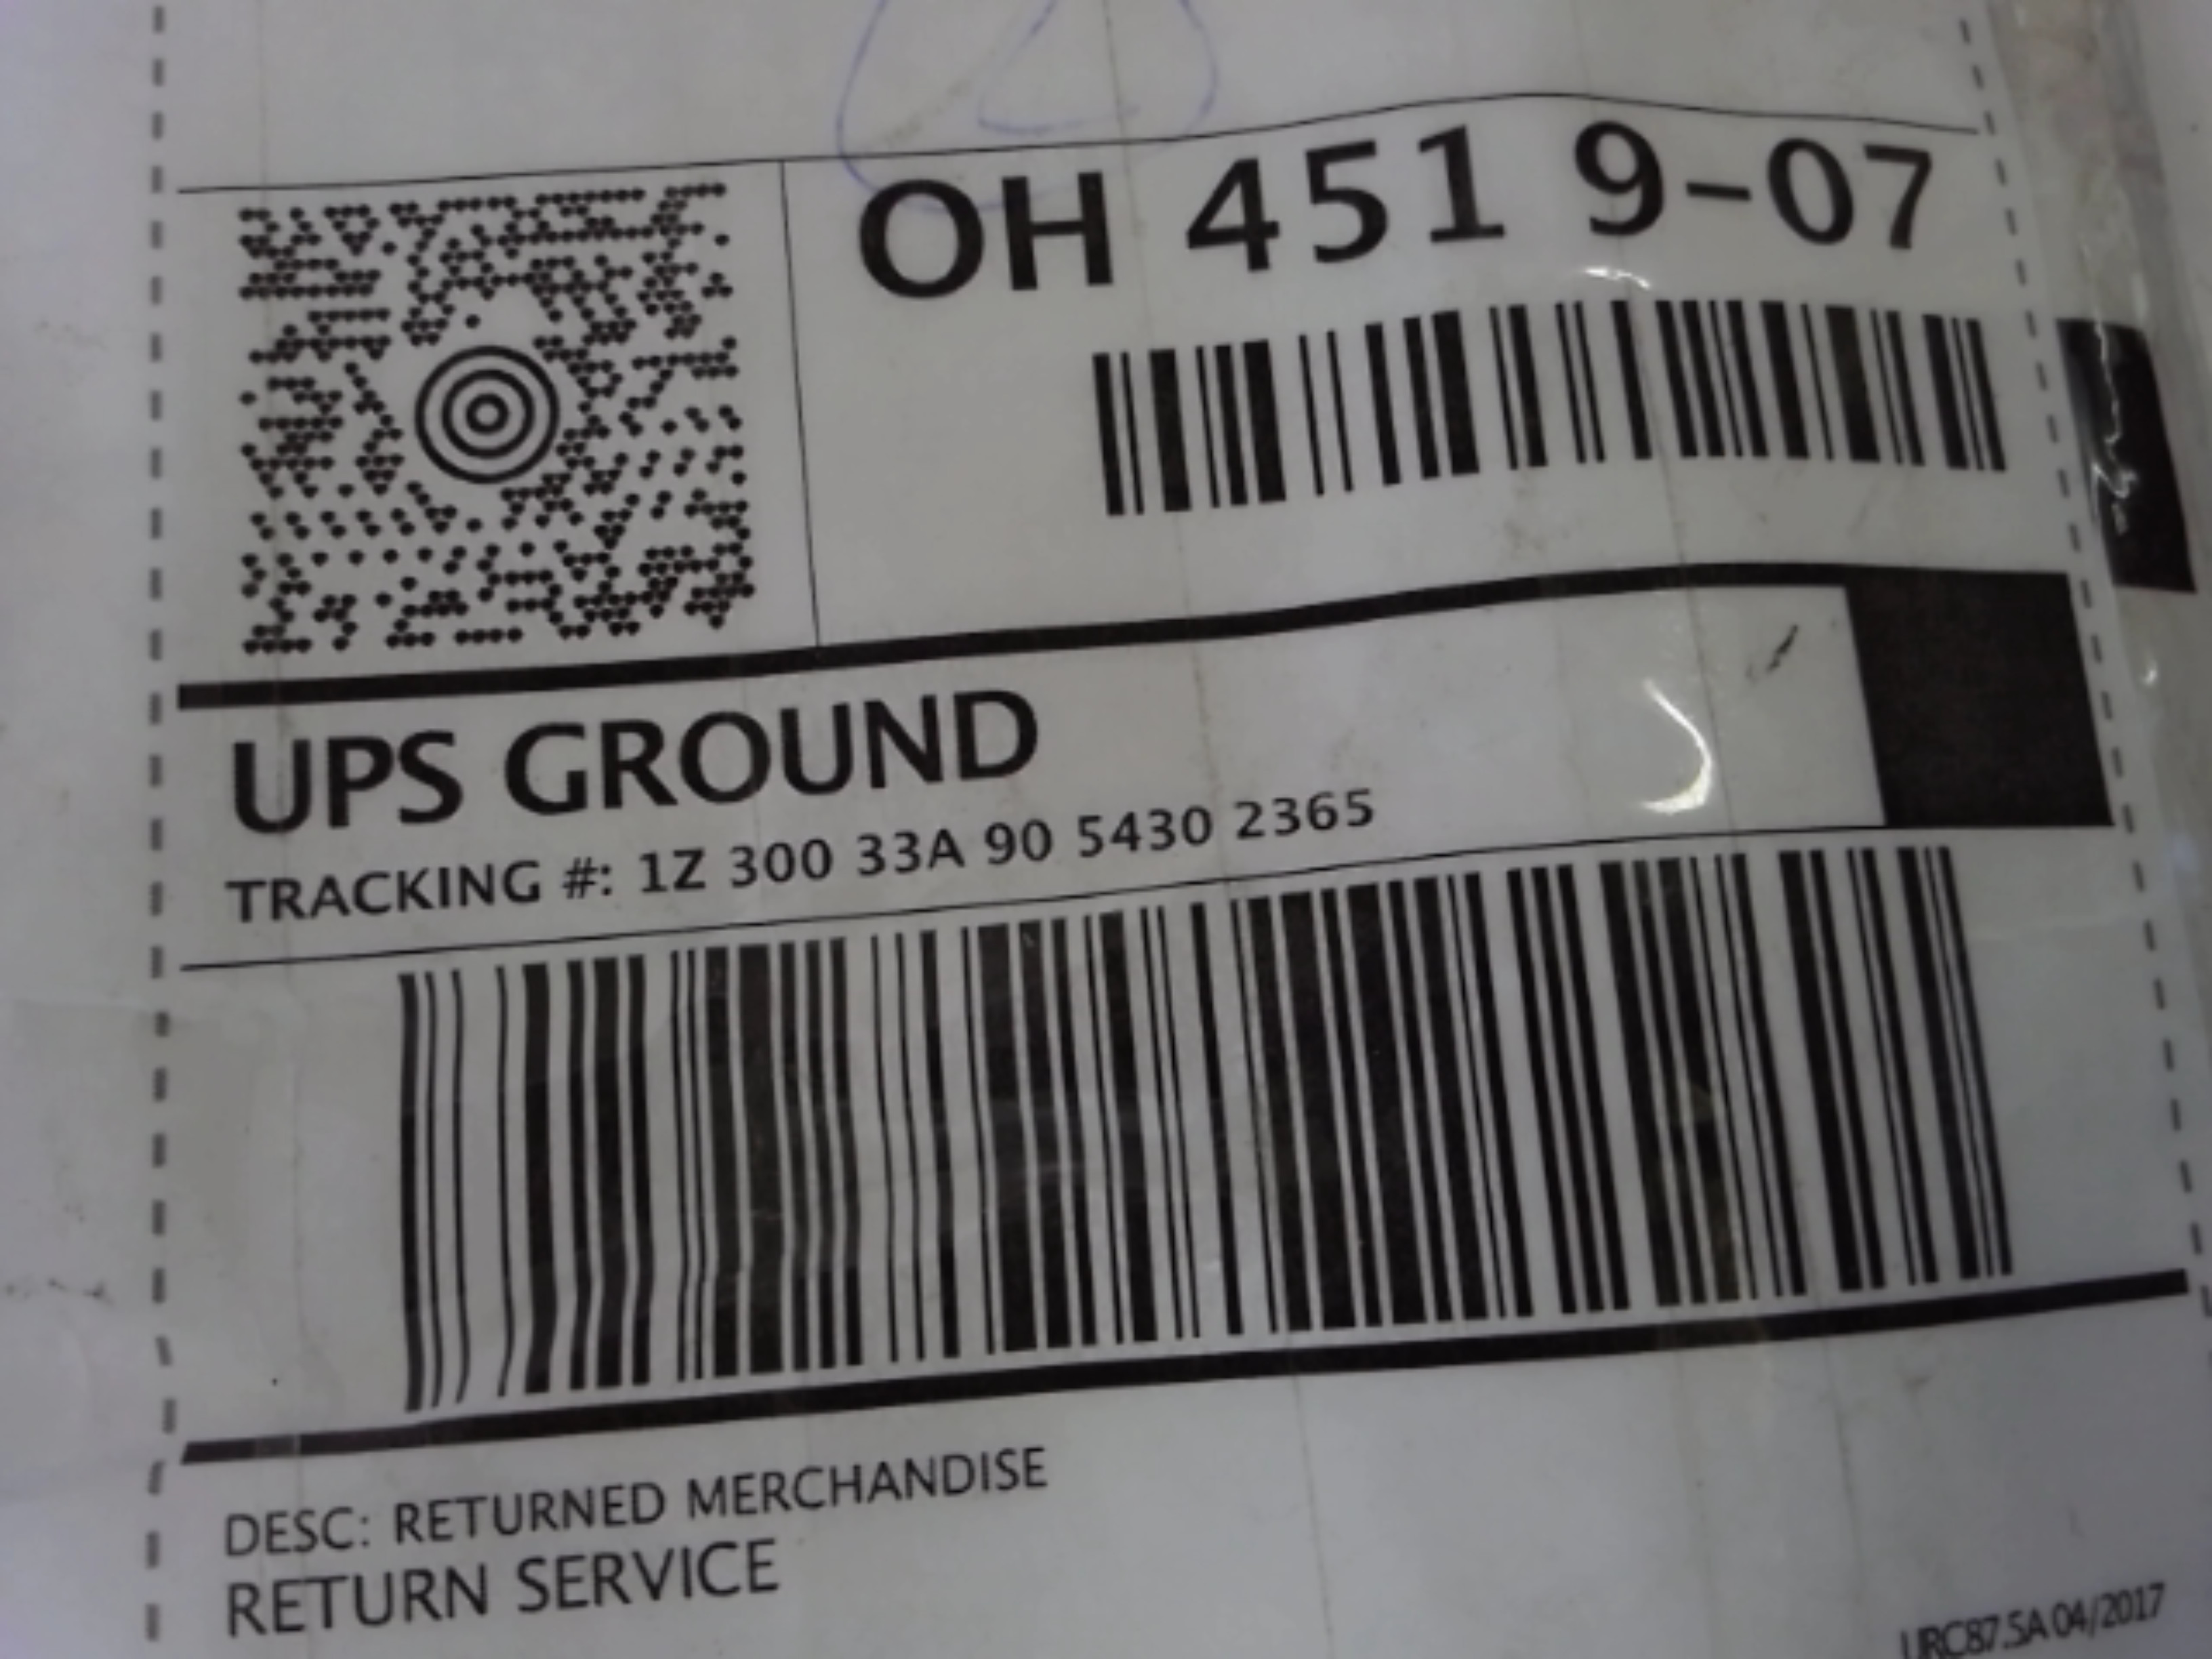 OH 451 9-07
UPS GROUND
TRACKING #: 1Z 300 33A 90 5430 2365
DESC: RETURNED MERCHANDISE
RETURN SERVICE
URC87.5A 04/2017